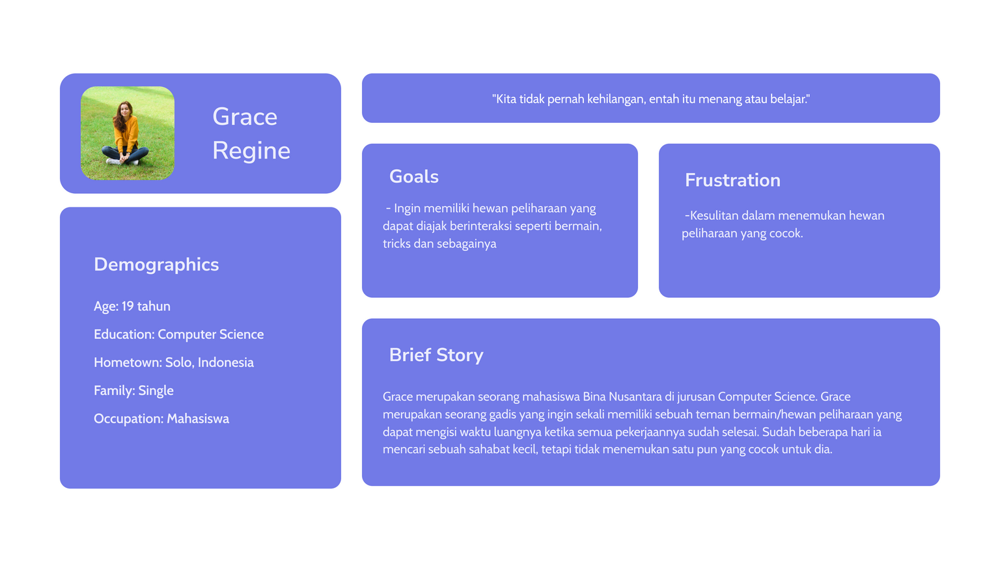 Grace
Regine
"Kita tidak pernah kehilangan, entah itu menang atau belajar."
Goals
- Ingin memiliki hewan peliharaan yang
dapat diajak berinteraksi seperti bermain,
tricks dan sebagainya
Frustration
-Kesulitan dalam menemukan hewan
peliharaan yang cocok.
Demographics
Age: 19 tahun
Education: Computer Science
Hometown: Solo, Indonesia
Family: Single
Occupation: Mahasiswa
Brief Story
Grace merupakan seorang mahasiswa Bina Nusantara di jurusan Computer Science. Grace
merupakan seorang gadis yang ingin sekali memiliki sebuah teman bermain/hewan peliharaan yang
dapat mengisi waktu luangnya ketika semua pekerjaannya sudah selesai. Sudah beberapa hari ia
mencari sebuah sahabat kecil, tetapi tidak menemukan satu pun yang cocok untuk dia.